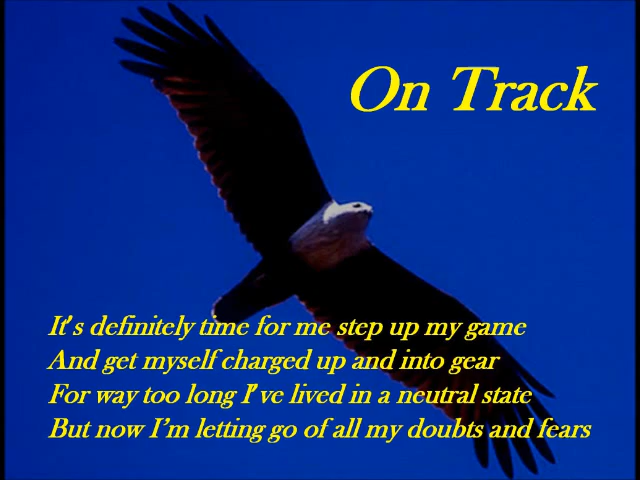 On Track
It's definitely time for me step up my game
And get myself charged up and into gear
For way too long I've lived in a neutral state
But now I'm letting go of all my doubts and fears